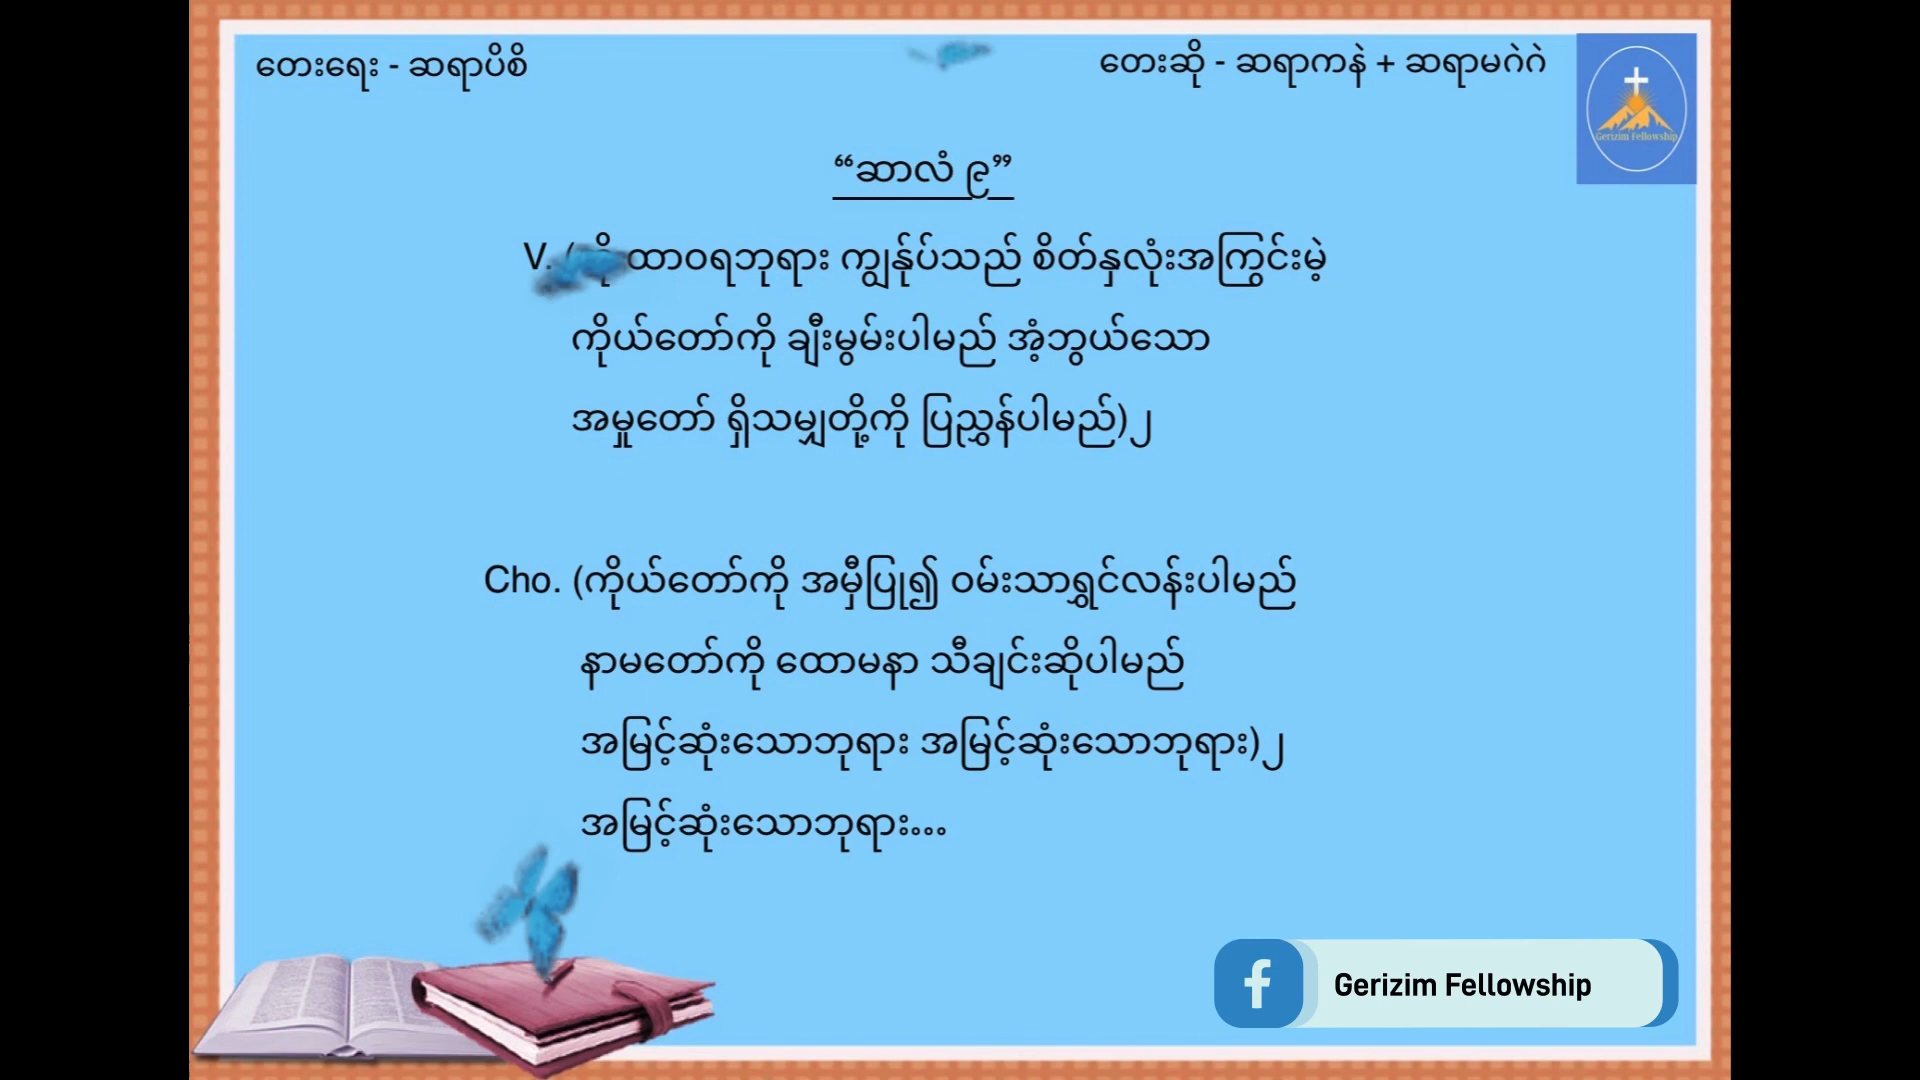 တေးရေး - ဆရာပိစိ
တေးဆို - ဆရာကနဲ + ဆရာမဂဲဂဲ
Gerizim Fellowship
“ဆာလံ ၉”
V. ထာဝရဘုရား ကျွန်ုပ်သည် စိတ်နှလုံးအကြွင်းမဲ့
ကိုယ်တော်ကို ချီးမွမ်းပါမည် အံ့ဘွယ်သော
အမှုတော် ရှိသမျှတို့ကို ပြညွှန်ပါမည်)၂
Cho. (ကိုယ်တော်ကို အမှီပြု၍ ဝမ်းသာရွှင်လန်းပါမည်
နာမတော်ကို ထောမနာ သီချင်းဆိုပါမည်
အမြင့်ဆုံးသောဘုရား အမြင့်ဆုံးသောဘုရား)၂
အမြင့်ဆုံးသောဘုရား...
Gerizim Fellowship